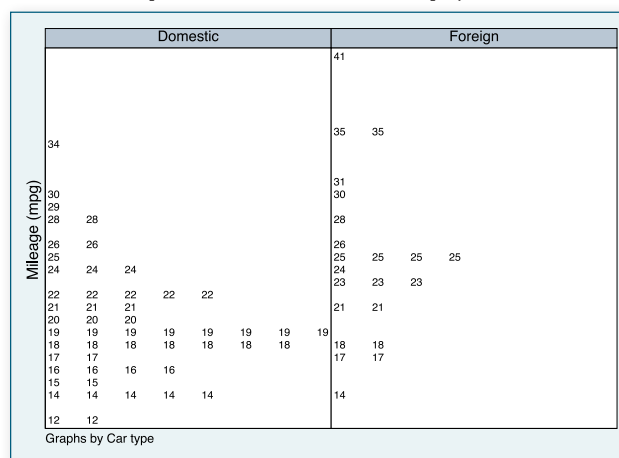 Domestic Foreign
41
35 35
34
31
30 30
29
28 28 28
26 26 26
25 25 25 25 25
24 24 24 24
23 23 23
22 22 22 22 22
21 21 21 21 21
20 20 20
19 19 19 19 19 19 19 19
18 18 18 18 18 18 18 18 18
17 17 17 17
16 16 16 16
15 15
14 14 14 14 14 14
12 12
Mileage (mpg)
Graphs by Car type